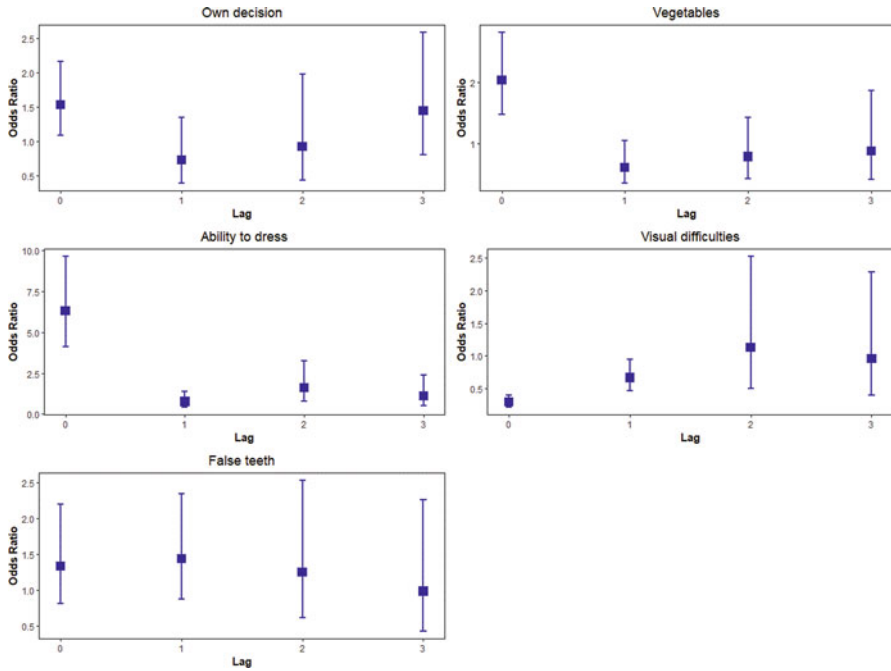 Own decision
2.5
2.0
1.5
1.0
0.5
Odds Ratio
0 1 2 3
Lag
Vegetables
2
1
Odds Ratio
0 1 2 3
Lag
Ability to dress
10.0
7.5
5.0
2.5
0.0
Odds Ratio
0 1 2 3
Lag
Visual difficulties
2.5
2.0
1.5
1.0
0.5
Odds Ratio
0 1 2 3
Lag
False teeth
2.5
2.0
1.5
1.0
0.5
Odds Ratio
0 1 2 3
Lag